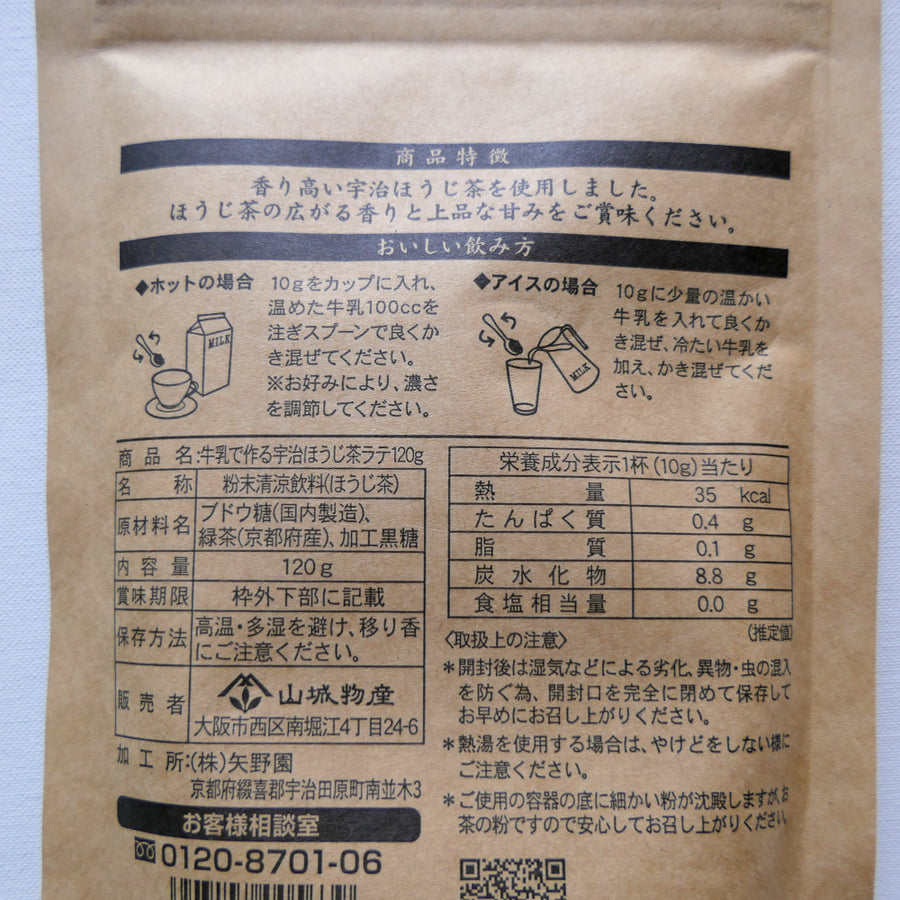 商品特徴
香り高い宇治ほうじ茶を使用しました。
ほうじ茶の広がる香りと上品な甘みをご賞味ください。
おいしい飲み方
◆ホットの場合
10gをカップに入れ、
温めた牛乳100ccを
注ぎスプーンで良くか
き混ぜてください。
※お好みにより、濃さ
を調節してください。
MILK
◆アイスの場合
10gに少量の温かい
牛乳を入れて良くか
き混ぜ、冷たい牛乳を
加え、かき混ぜてくだ
さい。
MILK
商品名:牛乳で作る宇治ほうじ茶ラテ120g
名称 粉末清涼飲料(ほうじ茶)
原材料名 ブドウ糖(国内製造)、
緑茶(京都府産)、加工黒糖
内容量 120g
賞味期限 枠外下部に記載
保存方法 高温・多湿を避け、移り香
にご注意ください。
販売者 山城物産
大阪市西区南堀江4丁目24-6
加工所:(株)矢野園
京都府綴喜郡宇治田原町南並木3
お客様相談室
0120-8701-06
栄養成分表示1杯(10g)当たり
熱量 35 kcal
たんぱく質 0.4 g
脂質 0.1 g
炭水化物 8.8 g
食塩相当量 0.0 g
(推定値)
〈取扱上の注意〉
*開封後は湿気などによる劣化、異物・虫の混入
を防ぐ為、開封口を完全に閉めて保存して
お早めにお召し上がりください。
*熱湯を使用する場合は、やけどをしない様に
ご注意ください。
*ご使用の容器の底に細かい粉が沈殿しますが、お
茶の粉ですので安心してお召し上がりください。